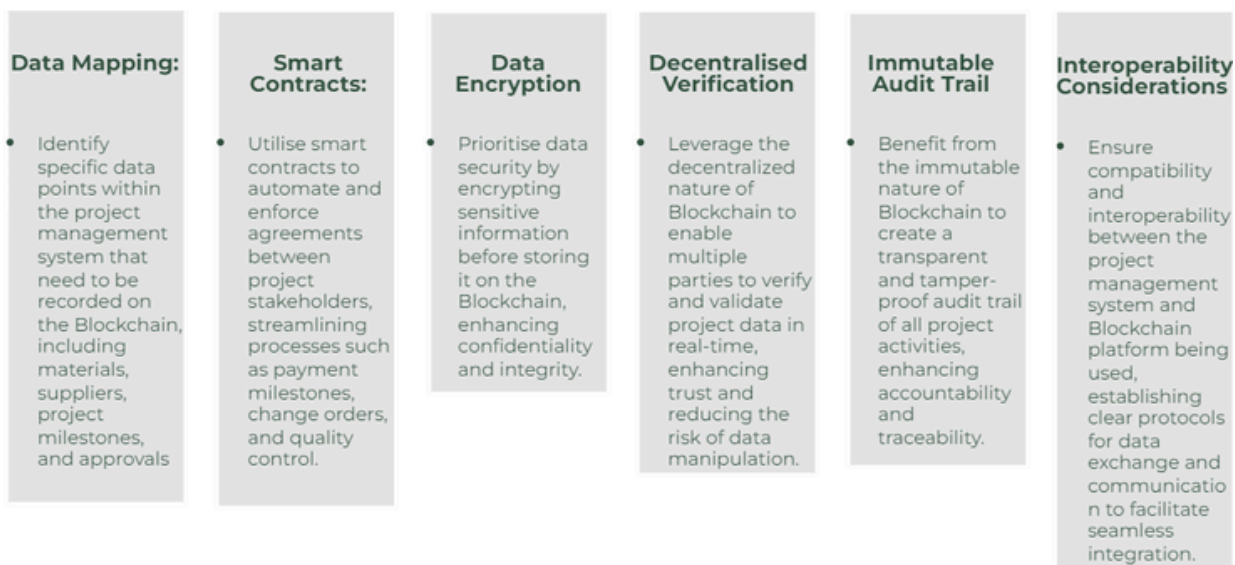 Data Mapping:
• Identify
specific data
points within
the project
management
system that
need to be
recorded on
the Blockchain,
including
materials,
suppliers,
project
milestones,
and approvals
Smart
Contracts:
• Utilise smart
contracts to
automate and
enforce
agreements
between
project
stakeholders,
streamlining
processes such
as payment
milestones,
change orders,
and quality
control.
Data
Encryption
• Prioritise data
security by
encrypting
sensitive
information
before storing
it on the
Blockchain,
enhancing
confidentiality
and integrity.
Decentralised
Verification
• Leverage the
decentralized
nature of
Blockchain to
enable
multiple
parties to verify
and validate
project data in
real-time,
enhancing
trust and
reducing the
risk of data
manipulation.
Immutable
Audit Trail
• Benefit from
the immutable
nature of
Blockchain to
create a
transparent
and tamper-
proof audit trail
of all project
activities,
enhancing
accountability
and
traceability.
Interoperability
Considerations
• Ensure
compatibility
and
interoperability
between the
project
management
system and
Blockchain
platform being
used,
establishing
clear protocols
for data
exchange and
communicatio
n to facilitate
seamless
integration.